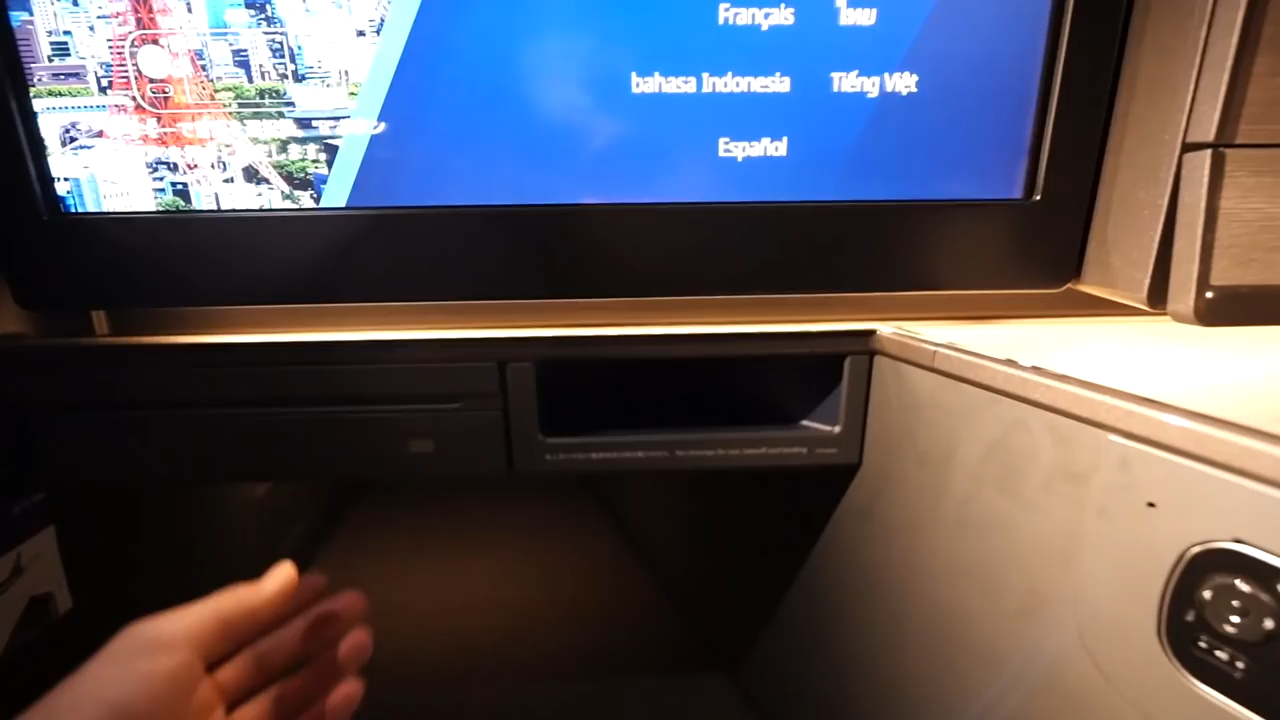 Français ไทย
bahasa Indonesia Tiếng Việt
Español